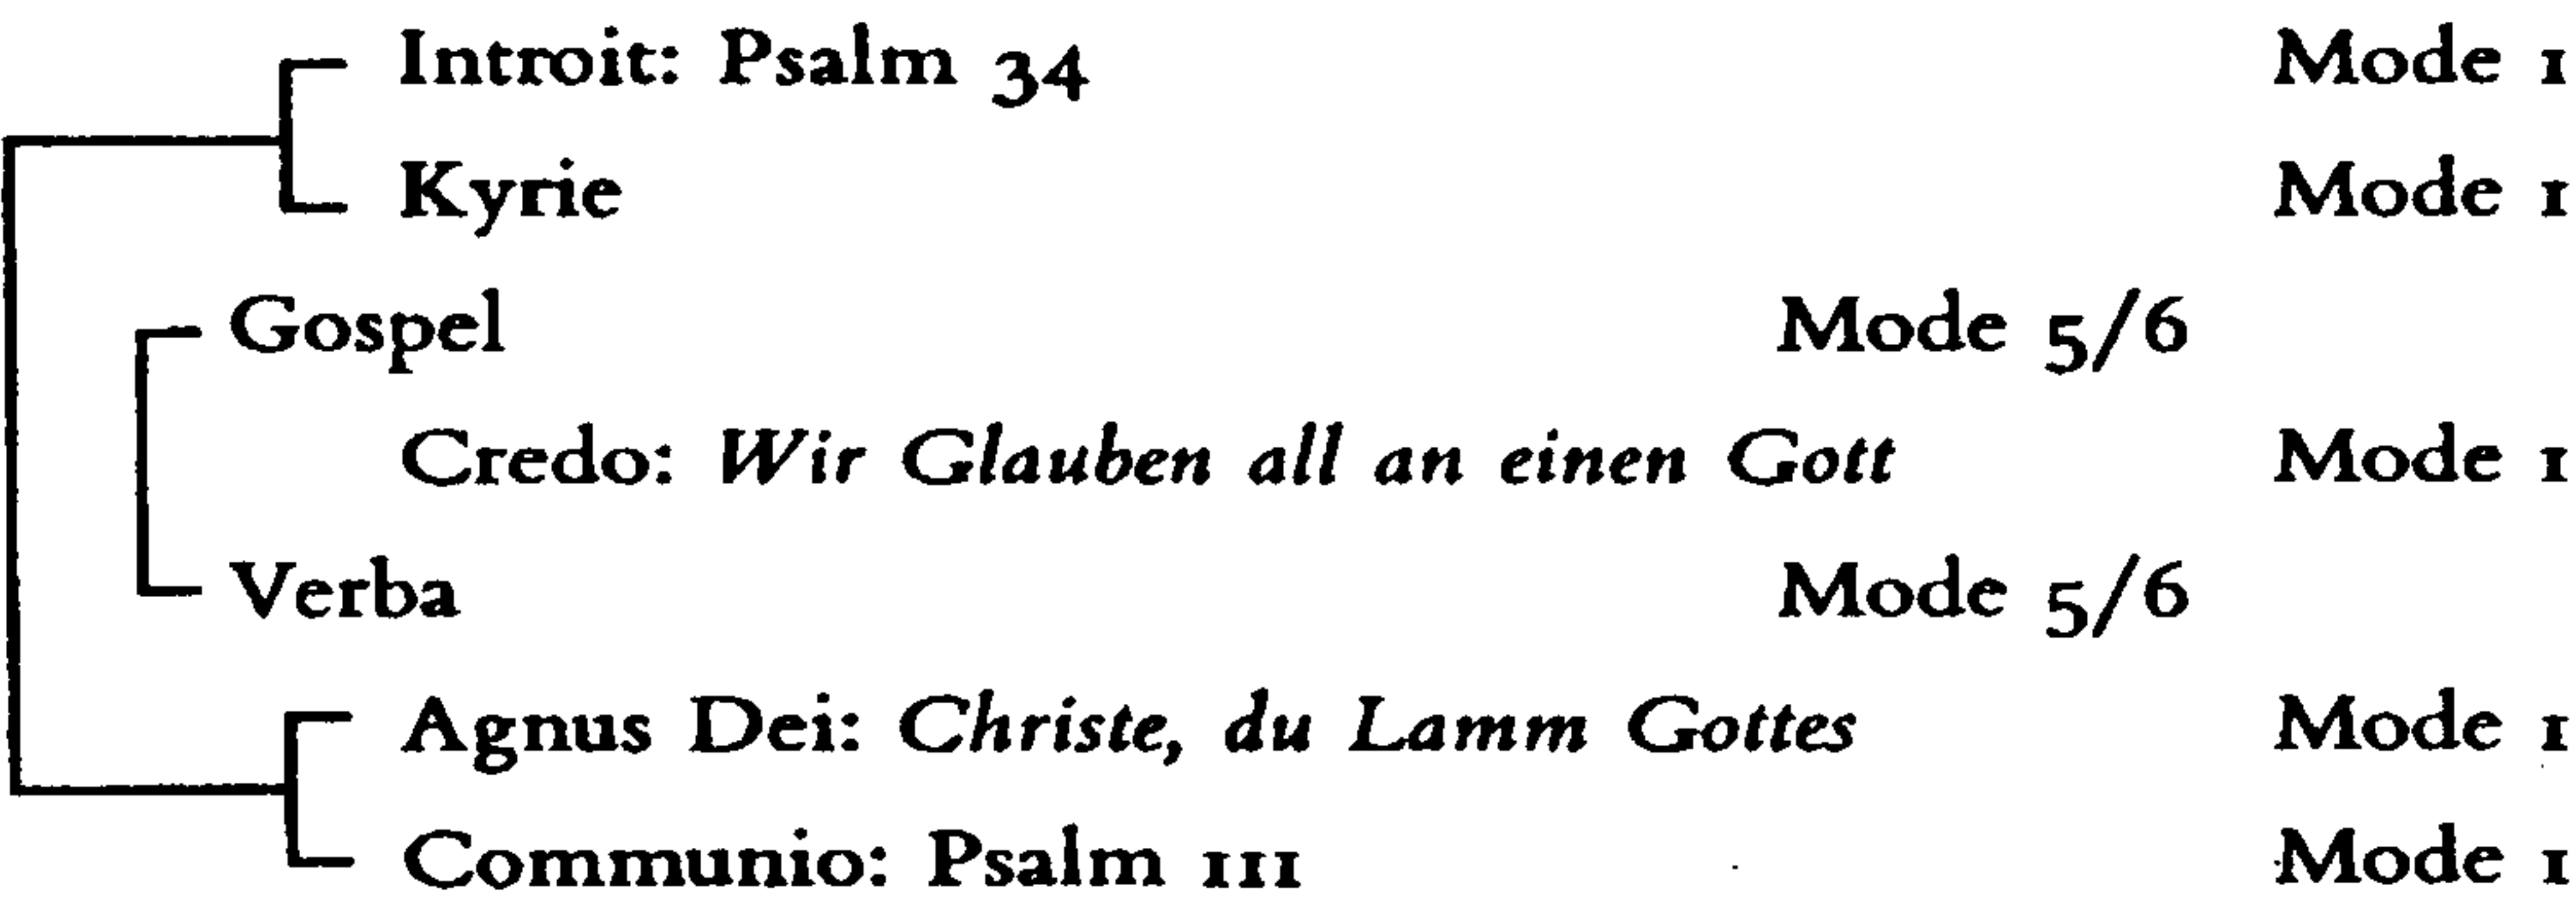 Introit: Psalm 34 Mode 1
Kyrie Mode 1
Gospel Mode 5/6
Credo: Wir Glauben all an einen Gott Mode 1
Verba Mode 5/6
Agnus Dei: Christe, du Lamm Gottes Mode 1
Communio: Psalm 111 Mode 1